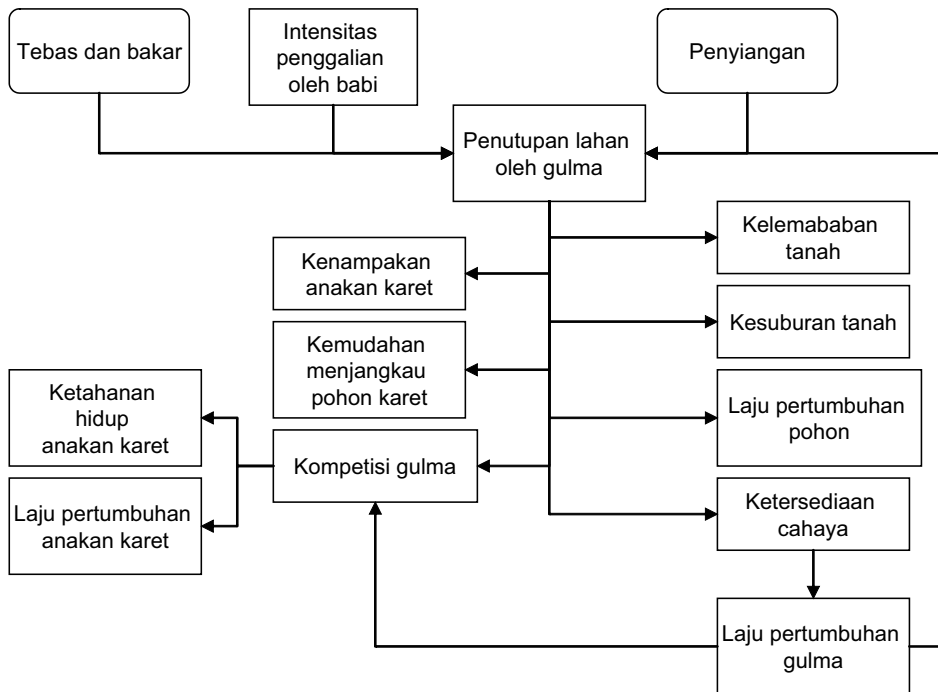 Tebas dan bakar
Intensitas
penggalian
oleh babi
Penyiangan
Penutupan lahan
oleh gulma
Kelemababan
tanah
Kenampakan
anakan karet
Kesuburan tanah
Kemudahan
menjangkau
pohon karet
Ketahanan
hidup
anakan karet
Laju pertumbuhan
pohon
Kompetisi gulma
Laju pertumbuhan
anakan karet
Ketersediaan
cahaya
Laju pertumbuhan
gulma